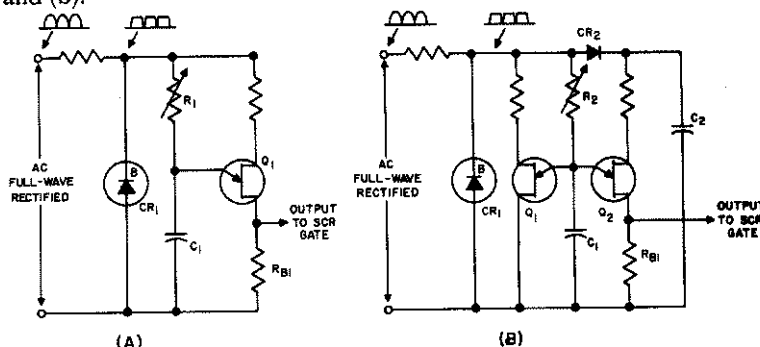 and (b).
R1
B
CR1
Q1
C1
RB1
AC
FULL-WAVE
RECTIFIED
OUTPUT
TO SCR
GATE
(A)
CR2
R2
C2
B
CR1
Q1
Q2
C1
RB1
AC
FULL-WAVE
RECTIFIED
OUTPUT
TO SCR
GATE
(B)